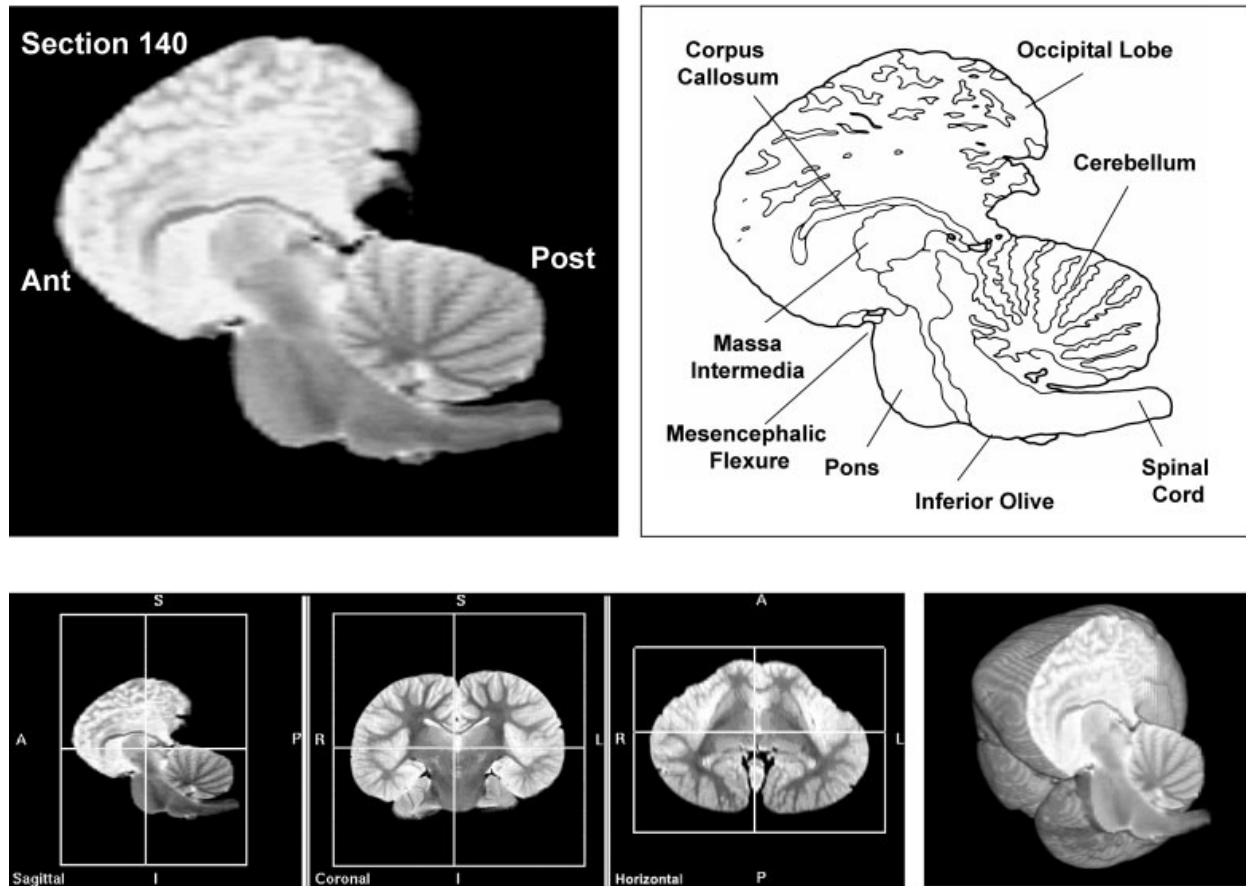 Section 140
Ant
Post
Corpus
Callosum
Occipital Lobe
Cerebellum
Massa
Intermedia
Mesencephalic
Flexure
Pons
Inferior Olive
Spinal
Cord
S
A
P
Sagittal
I
S
R
L
Coronal
I
A
R
L
Horizontal
P